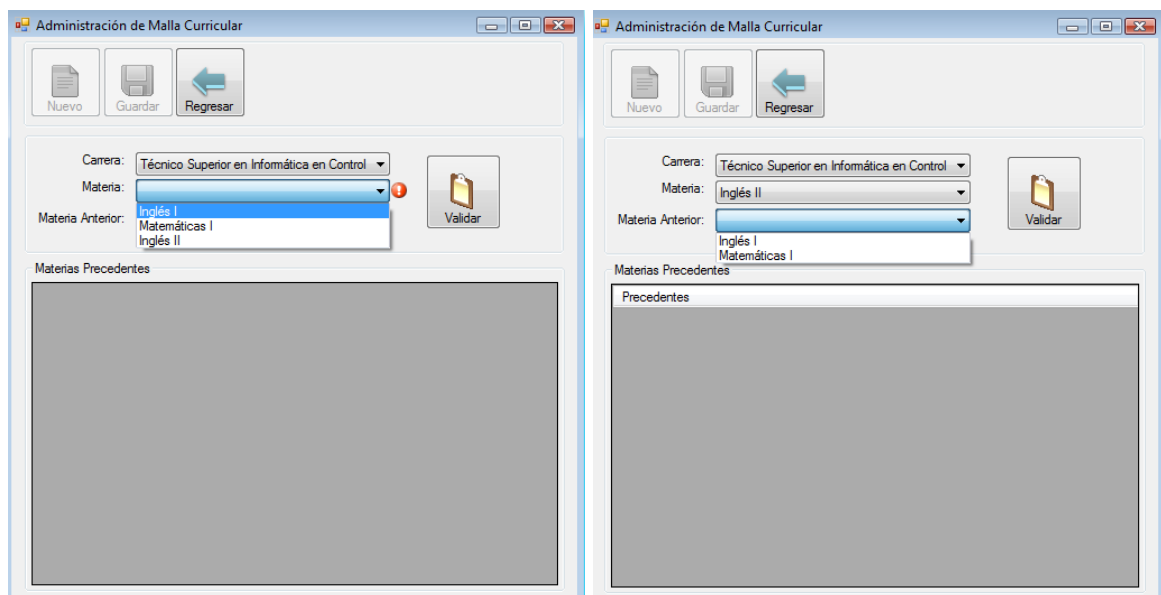 Administración de Malla Curricular
Nuevo
Guardar
Regresar
Carrera:
Técnico Superior en Informática en Control
Materia:
Materia Anterior:
Inglés I
Matemáticas I
Inglés II
Validar
Materias Precedentes
Administración de Malla Curricular
Nuevo
Guardar
Regresar
Carrera:
Técnico Superior en Informática en Control
Materia:
Inglés II
Materia Anterior:
Inglés I
Matemáticas I
Validar
Materias Precedentes
Precedentes